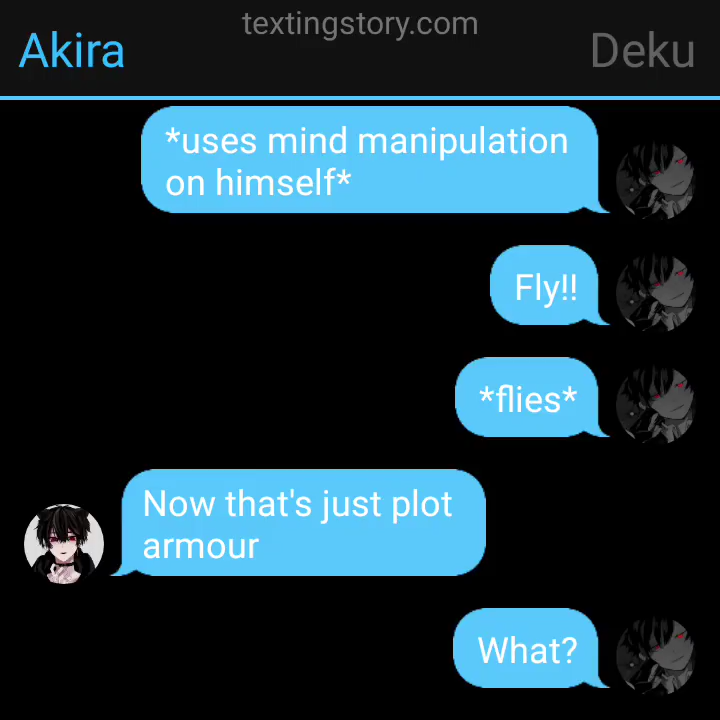 textingstory.com
Akira
Deku
*uses mind manipulation
on himself*
Fly!!
*flies*
Now that's just plot
armour
What?